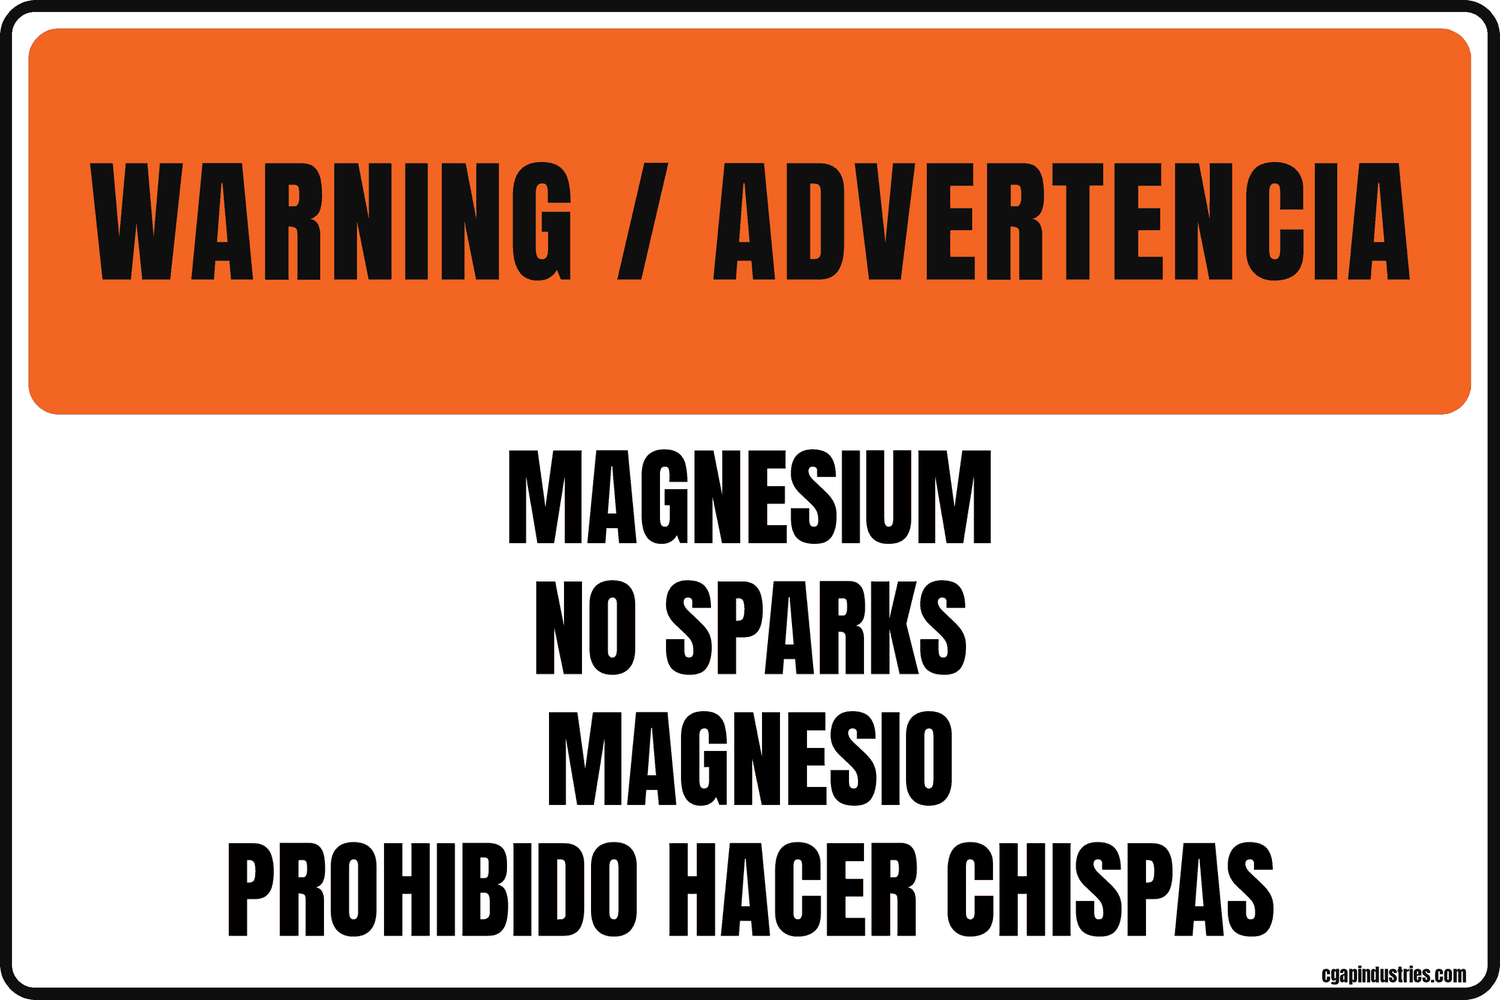 WARNING / ADVERTENCIA
MAGNESIUM
NO SPARKS
MAGNESIO
PROHIBIDO HACER CHISPAS
cgapindustries.com